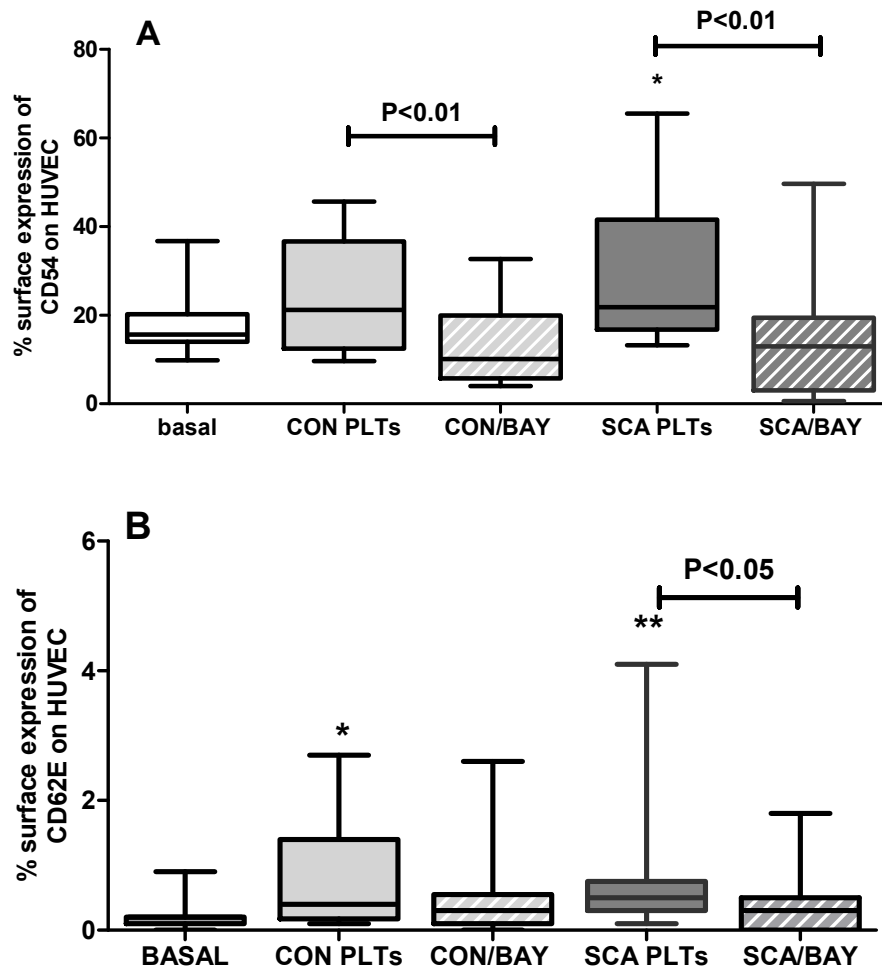 A
P<0.01
80
*
P<0.01
60
40
20
0
% surface expression of
CD54 on HUVEC
basal
CON PLTs
CON/BAY
SCA PLTs
SCA/BAY
B
6
P<0.05
**
4
*
2
0
% surface expression of
CD62E on HUVEC
BASAL
CON PLTs
CON/BAY
SCA PLTs
SCA/BAY